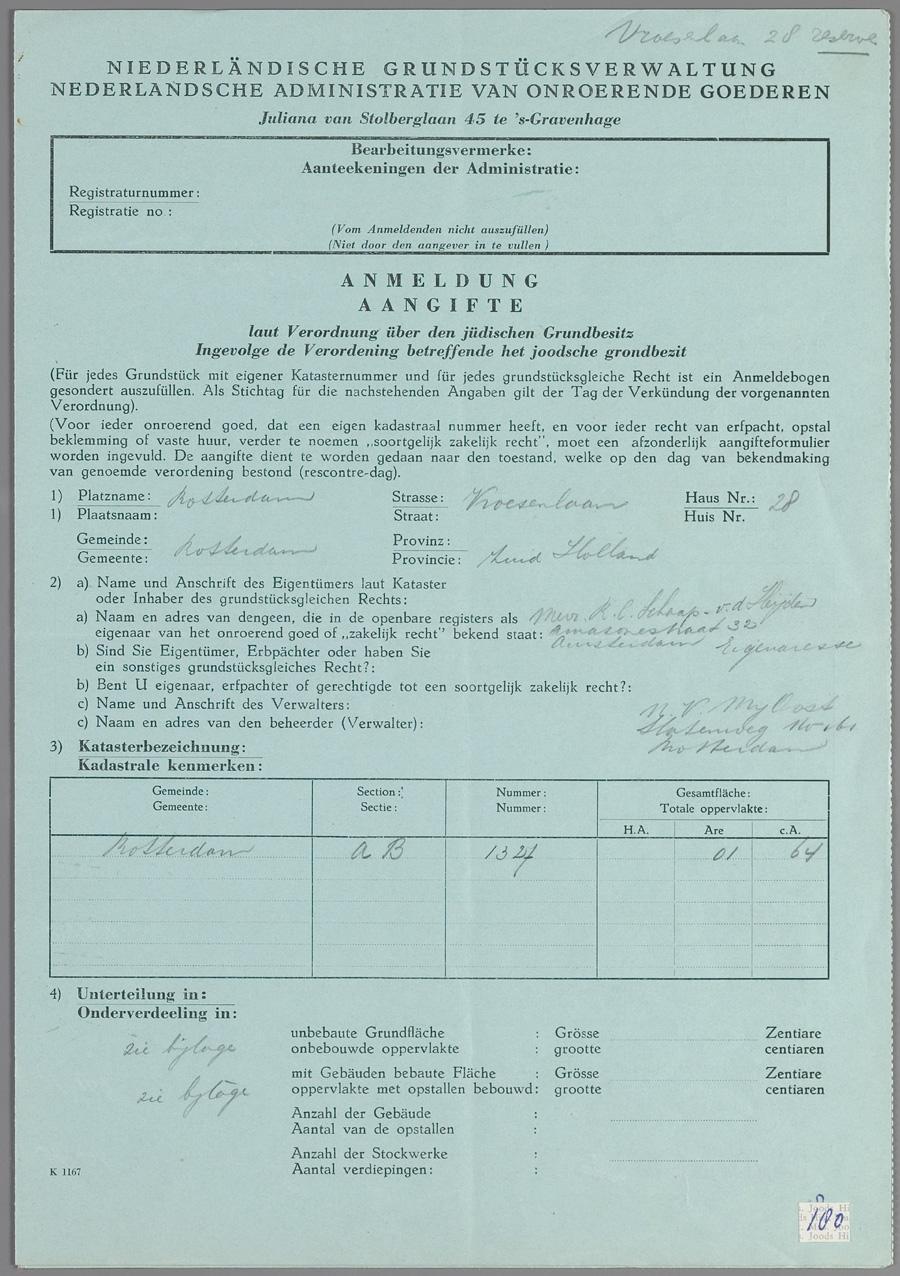 Vroesenlaan 28 reserve
NIEDERLÄNDISCHE GRUNDSTÜCKSVERWALTUNG
NEDERLANDSCHE ADMINISTRATIE VAN ONROERENDE GOEDEREN
Juliana van Stolberglaan 45 te 's-Gravenhage
Bearbeitungsvermerke:
Aanteekeningen der Administratie:
Registraturnummer:
Registratie no :
(Vom Anmeldenden nicht auszufüllen)
(Niet door den aangever in te vullen )
ANMELDUNG
AANGIFTE
laut Verordnung über den jüdischen Grundbesitz
Ingevolge de Verordening betreffende het joodsche grondbezit
(Für jedes Grundstück mit eigener Katasternummer und für jedes grundstücksgleiche Recht ist ein Anmeldebogen
gesondert auszufüllen. Als Stichtag für die nachstehenden Angaben gilt der Tag der Verkündung der vorgenannten
Verordnung).
(Voor ieder onroerend goed, dat een eigen kadastraal nummer heeft, en voor ieder recht van erfpacht, opstal
beklemming of vaste huur, verder te noemen „soortgelijk zakelijk recht”, moet een afzonderlijk aangifteformulier
worden ingevuld. De aangifte dient te worden gedaan naar den toestand, welke op den dag van bekendmaking
van genoemde verordening bestond (rescontre-dag).
1) Platzname: Rotterdam Strasse: Vroesenlaan Haus Nr.: 28
1) Plaatsnaam: Straat: Huis Nr.
Gemeinde: Rotterdam Provinz:
Gemeente: Provincie: Zuid Holland
2) a) Name und Anschrift des Eigentümers laut Kataster
oder Inhaber des grundstücksgleichen Rechts:
a) Naam en adres van dengeen, die in de openbare registers als Mevr. R. C. Schaap - v. d. Heijden
eigenaar van het onroerend goed of „zakelijk recht” bekend staat: Amazonestraat 32
Amsterdam
b) Sind Sie Eigentümer, Erbpächter oder haben Sie Eigenaresse
ein sonstiges grundstücksgleiches Recht?:
b) Bent U eigenaar, erfpachter of gerechtigde tot een soortgelijk zakelijk recht?:
c) Name und Anschrift des Verwalters: N.V. My Oost
c) Naam en adres van den beheerder (Verwalter): Statenweg
Rotterdam
3) Katasterbezeichnung:
Kadastrale kenmerken:
Gemeinde: Section: Nummer: Gesamtfläche:
Gemeente: Sectie: Nummer: Totale oppervlakte:
H.A. Are c.A.
Rotterdam A B 1324 01 64
4) Unterteilung in:
Onderverdeeling in:
unbebaute Grundfläche : Grösse Zentiare
zie bijlage onbebouwde oppervlakte : grootte centiaren
mit Gebäuden bebaute Fläche : Grösse Zentiare
zie bijlage oppervlakte met opstallen bebouwd: grootte centiaren
Anzahl der Gebäude :
Aantal van de opstallen :
Anzahl der Stockwerke :
K 1167 Aantal verdiepingen: :
180
Joods Hi